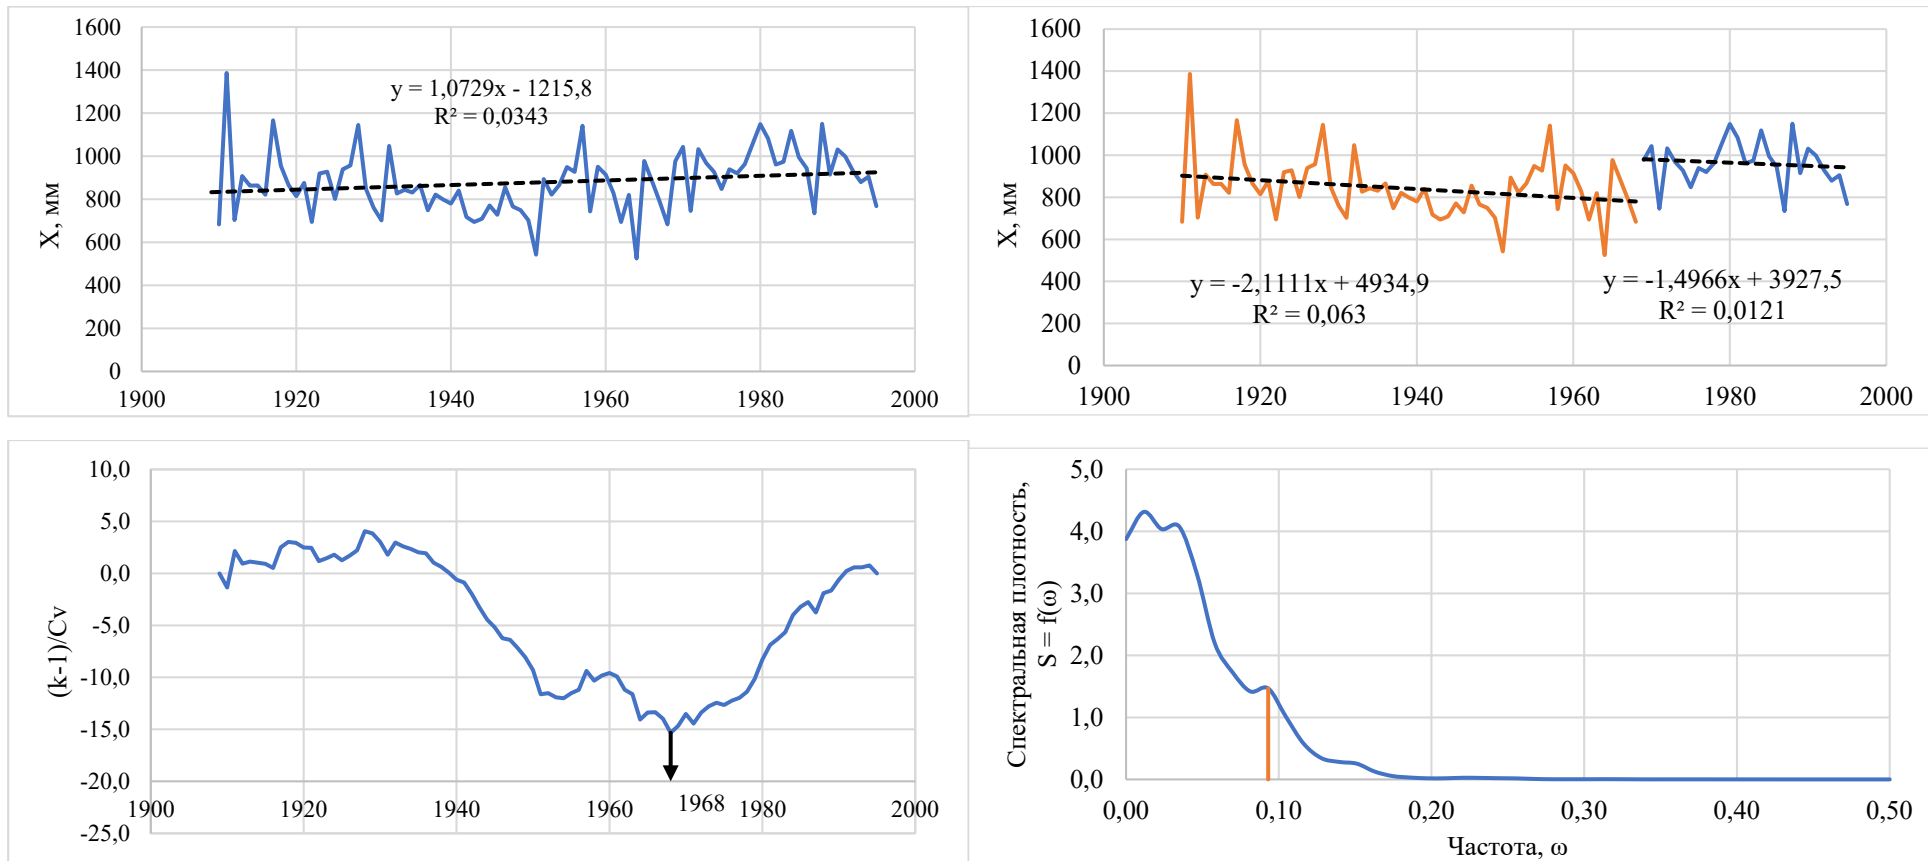 1600
1400
1200
1000
800
600
400
200
0
X, мм
y = 1,0729x - 1215,8
R² = 0,0343
1900 1920 1940 1960 1980 2000
1600
1400
1200
1000
800
600
400
200
0
X, мм
y = -2,1111x + 4934,9
R² = 0,063
y = -1,4966x + 3927,5
R² = 0,0121
1900 1920 1940 1960 1980 2000
10,0
5,0
0,0
-5,0
-10,0
-15,0
-20,0
-25,0
(k-1)/Cv
1900 1920 1940 1960 1980 2000
1968
5,0
4,0
3,0
2,0
1,0
0,0
Спектральная плотность,
S = f(ω)
0,00 0,10 0,20 0,30 0,40 0,50
Частота, ω